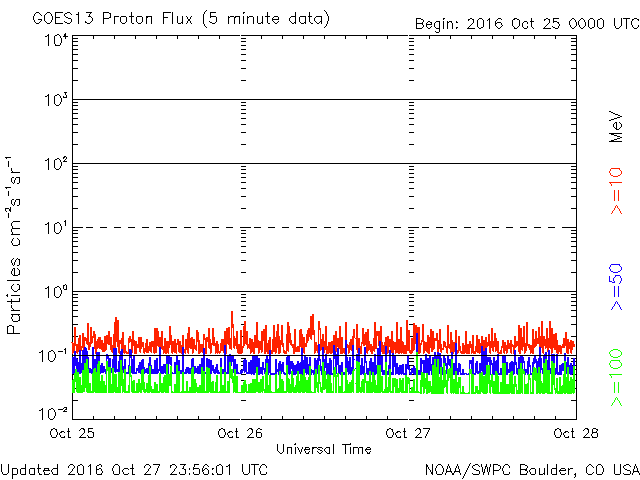 GOES13 Proton Flux (5 minute data)
Begin: 2016 Oct 25 0000 UTC
10⁴
10³
10²
10¹
10⁰
10⁻¹
10⁻²
Particles cm⁻²s⁻¹sr⁻¹
MeV
>=10
>=50
>=100
Oct 25
Oct 26
Oct 27
Oct 28
Universal Time
Updated 2016 Oct 27 23:56:01 UTC
NOAA/SWPC Boulder, CO USA